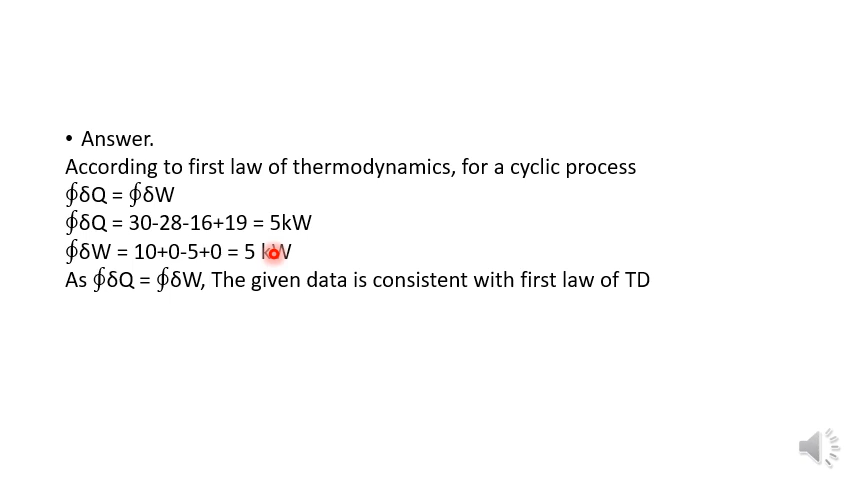 • Answer.
According to first law of thermodynamics, for a cyclic process
∮δQ = ∮δW
∮δQ = 30-28-16+19 = 5kW
∮δW = 10+0-5+0 = 5 kW
As ∮δQ = ∮δW, The given data is consistent with first law of TD